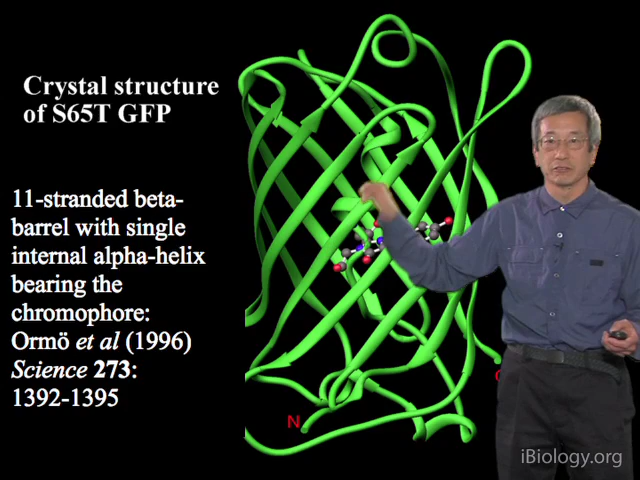 Crystal structure
of S65T GFP
11-stranded beta-
barrel with single
internal alpha-helix
bearing the
chromophore:
Ormö et al (1996)
Science 273:
1392-1395
N
C
iBiology.org